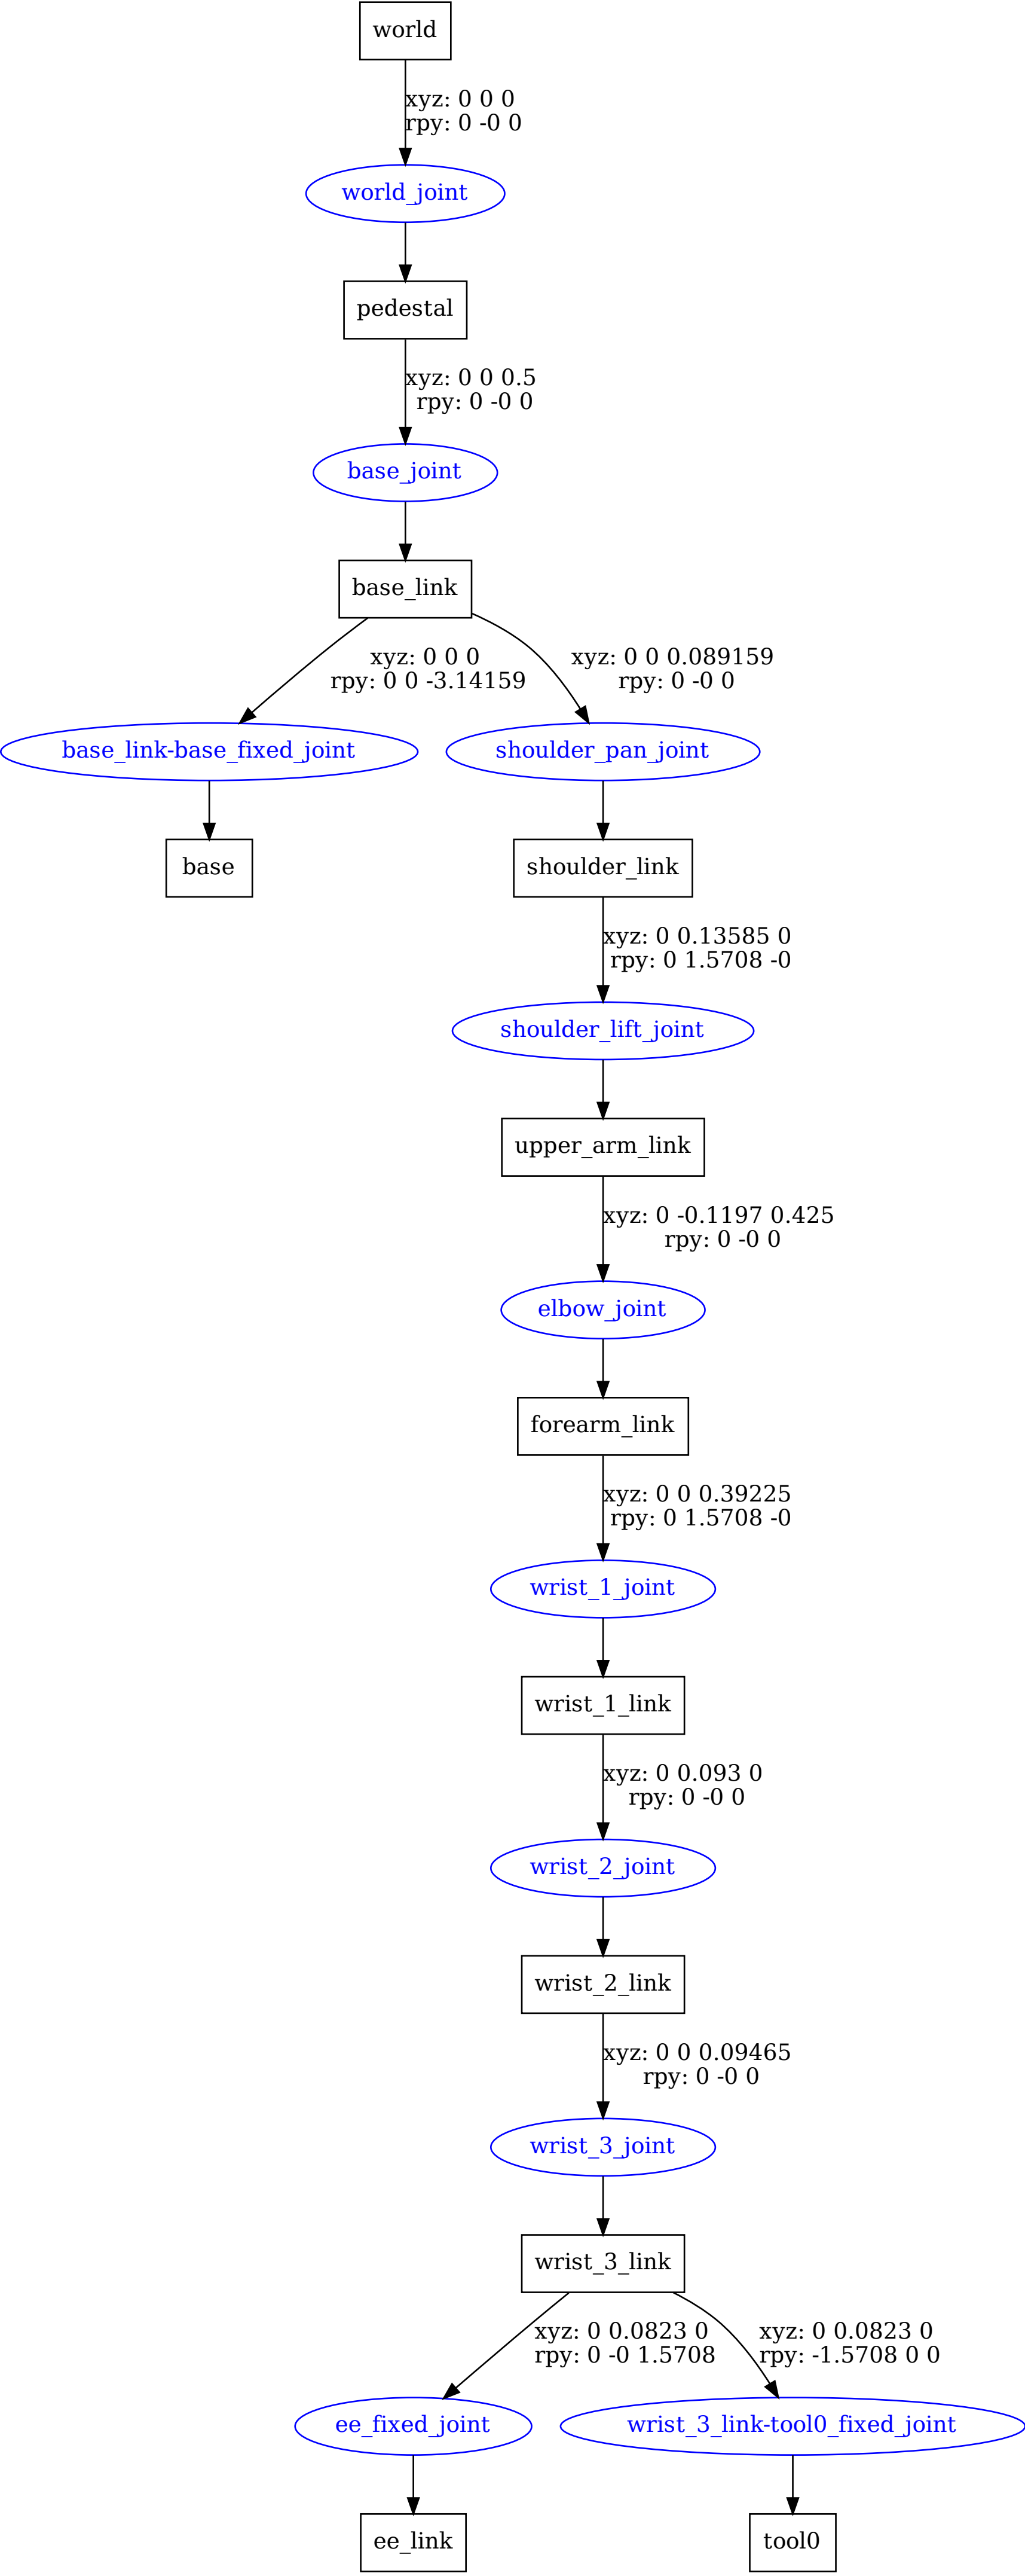 world
xyz: 0 0 0
rpy: 0 -0 0
world_joint
pedestal
xyz: 0 0 0.5
rpy: 0 -0 0
base_joint
base_link
xyz: 0 0 0
rpy: 0 0 -3.14159
xyz: 0 0 0.089159
rpy: 0 -0 0
base_link-base_fixed_joint
shoulder_pan_joint
base
shoulder_link
xyz: 0 0.13585 0
rpy: 0 1.5708 -0
shoulder_lift_joint
upper_arm_link
xyz: 0 -0.1197 0.425
rpy: 0 -0 0
elbow_joint
forearm_link
xyz: 0 0 0.39225
rpy: 0 1.5708 -0
wrist_1_joint
wrist_1_link
xyz: 0 0.093 0
rpy: 0 -0 0
wrist_2_joint
wrist_2_link
xyz: 0 0 0.09465
rpy: 0 -0 0
wrist_3_joint
wrist_3_link
xyz: 0 0.0823 0
rpy: 0 -0 1.5708
xyz: 0 0.0823 0
rpy: -1.5708 0 0
ee_fixed_joint
wrist_3_link-tool0_fixed_joint
ee_link
tool0